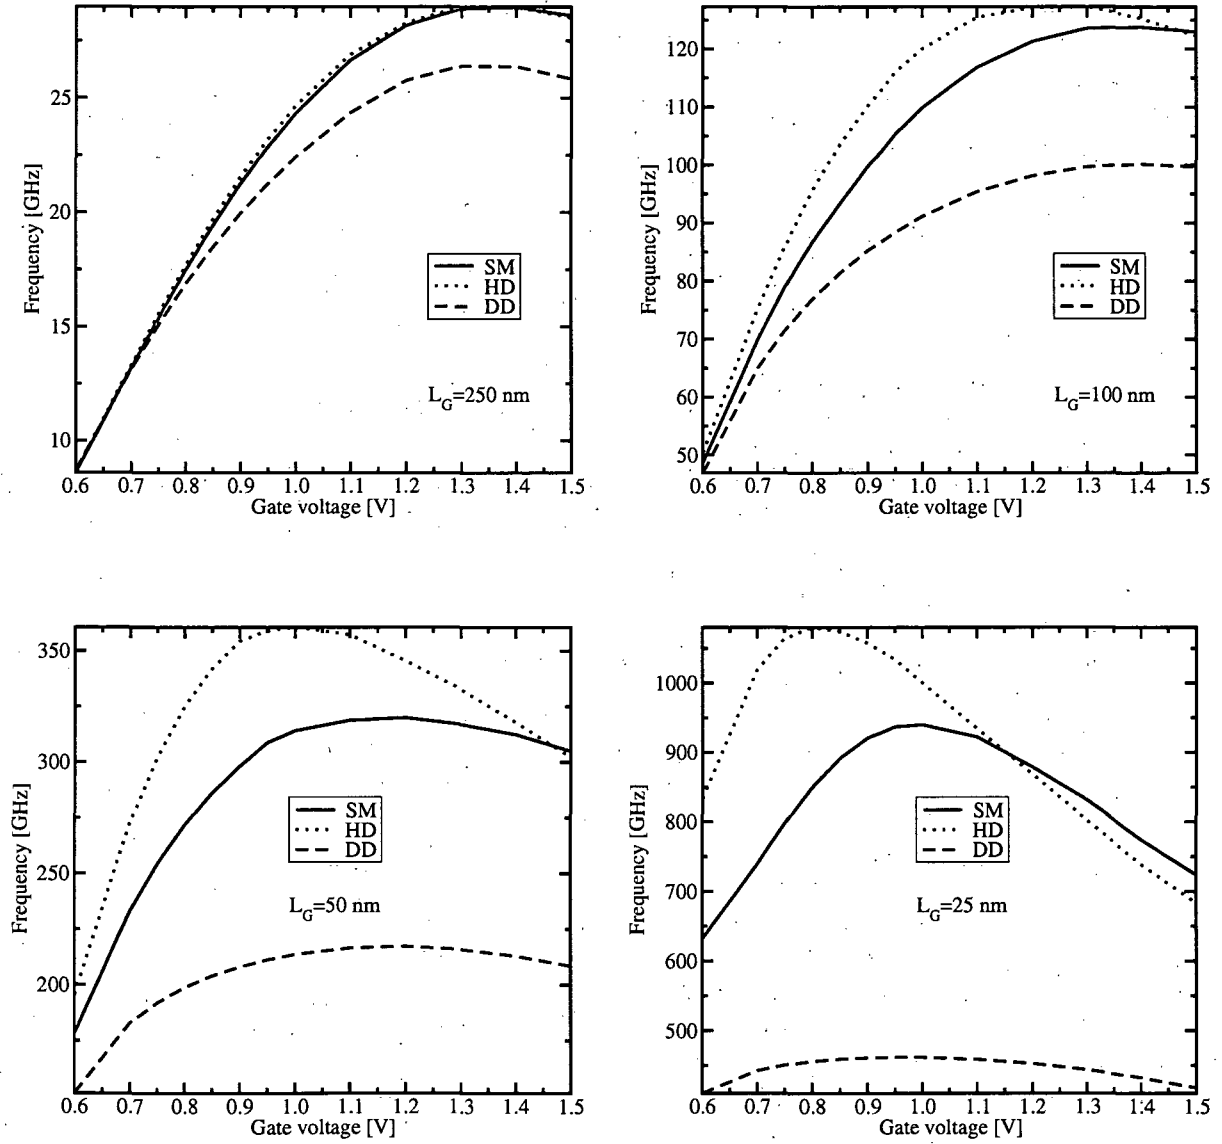 25
20
15
10
Frequency [GHz]
SM
HD
DD
L_G=250 nm
0.6 0.7 0.8 0.9 1.0 1.1 1.2 1.3 1.4 1.5
Gate voltage [V]
120
110
100
90
80
70
60
50
Frequency [GHz]
SM
HD
DD
L_G=100 nm
0.6 0.7 0.8 0.9 1.0 1.1 1.2 1.3 1.4 1.5
Gate voltage [V]
350
300
250
200
Frequency [GHz]
SM
HD
DD
L_G=50 nm
0.6 0.7 0.8 0.9 1.0 1.1 1.2 1.3 1.4 1.5
Gate voltage [V]
1000
900
800
700
600
500
Frequency [GHz]
SM
HD
DD
L_G=25 nm
0.6 0.7 0.8 0.9 1.0 1.1 1.2 1.3 1.4 1.5
Gate voltage [V]